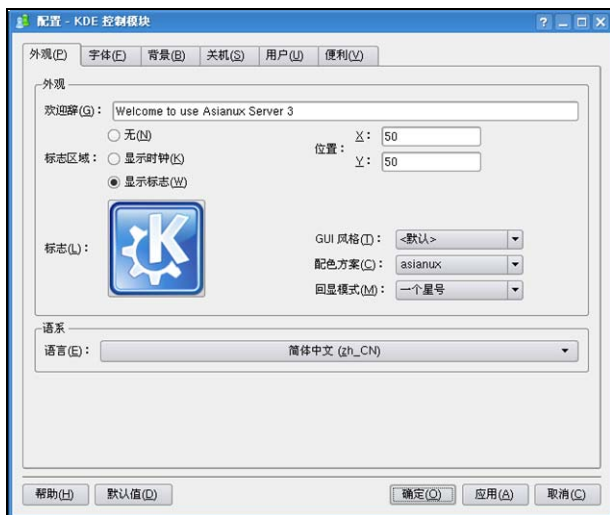 配置 - KDE 控制模块
外观(P) 字体(F) 背景(B) 关机(S) 用户(U) 便利(V)
外观
欢迎辞(G)： Welcome to use Asianux Server 3
标志区域：
无(N)
显示时钟(K)
显示标志(W)
位置：
X： 50
Y： 50
标志(L)：
GUI 风格(T)： <默认>
配色方案(C)： asianux
回显模式(M)： 一个星号
语系
语言(E)： 简体中文 (zh_CN)
帮助(H) 默认值(D) 确定(O) 应用(A) 取消(C)